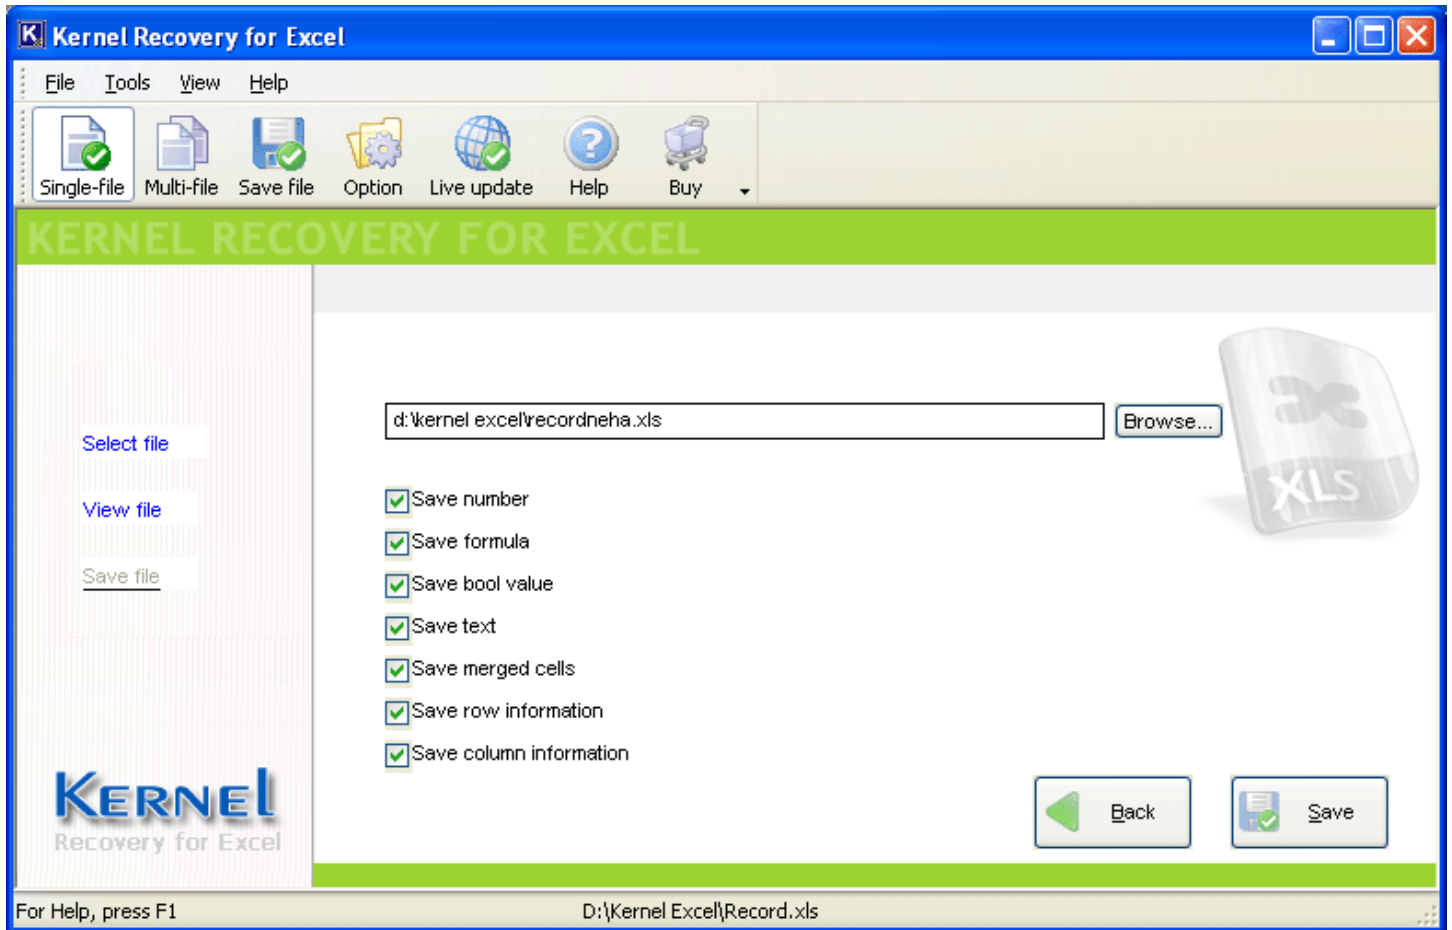 Kernel Recovery for Excel
File Tools View Help
Single-file Multi-file Save file Option Live update Help Buy
KERNEL RECOVERY FOR EXCEL
d:\kernel excel\recordneha.xls Browse...
XLS
Select file
View file
Save file
Save number
Save formula
Save bool value
Save text
Save merged cells
Save row information
Save column information
KERNEL
Recovery for Excel
Back Save
For Help, press F1 D:\Kernel Excel\Record.xls